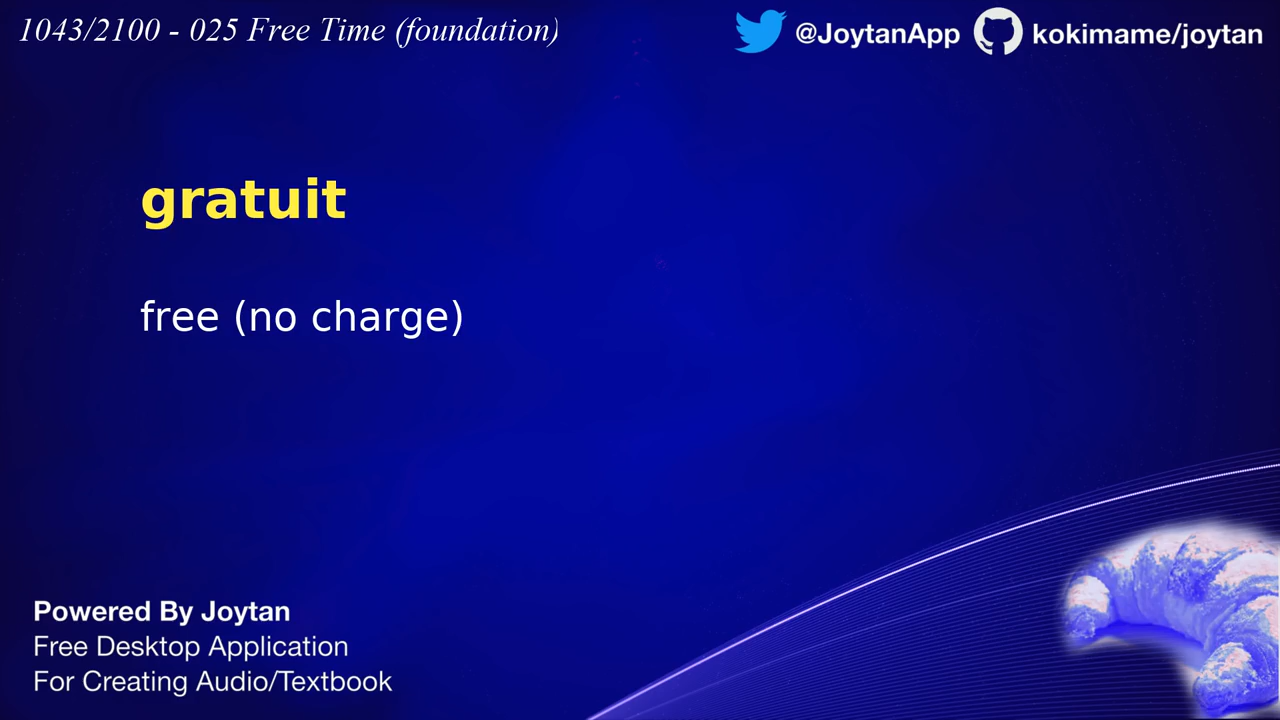 1043/2100 - 025 Free Time (foundation)
@JoytanApp
kokimame/joytan
gratuit
free (no charge)
Powered By Joytan
Free Desktop Application
For Creating Audio/Textbook